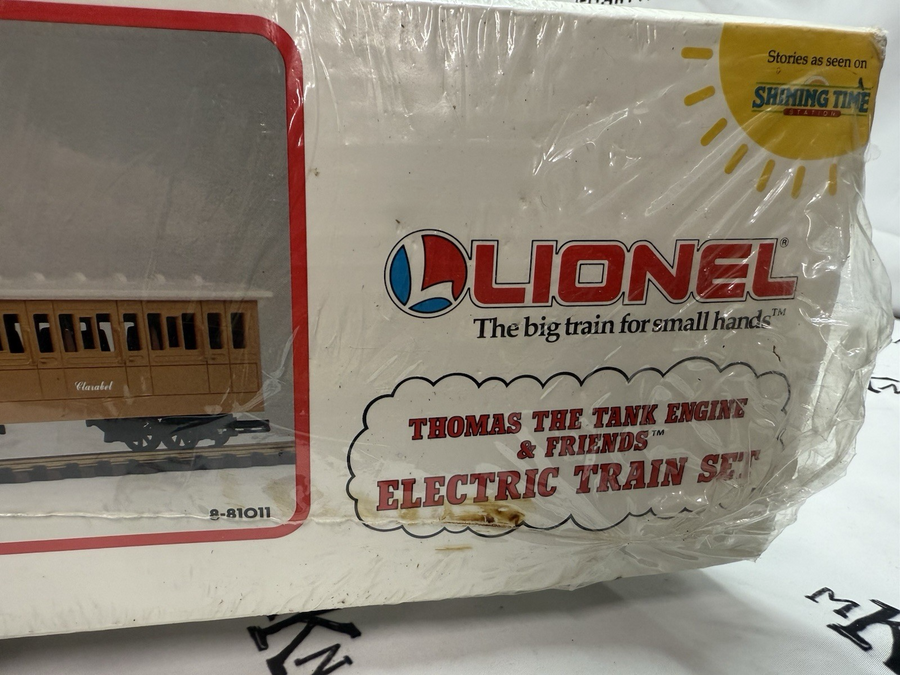 Stories as seen on
SHINING TIME
STATION
LIONEL®
The big train for small hands™
THOMAS THE TANK ENGINE
& FRIENDS™
ELECTRIC TRAIN SET
Clarabel
8-81011